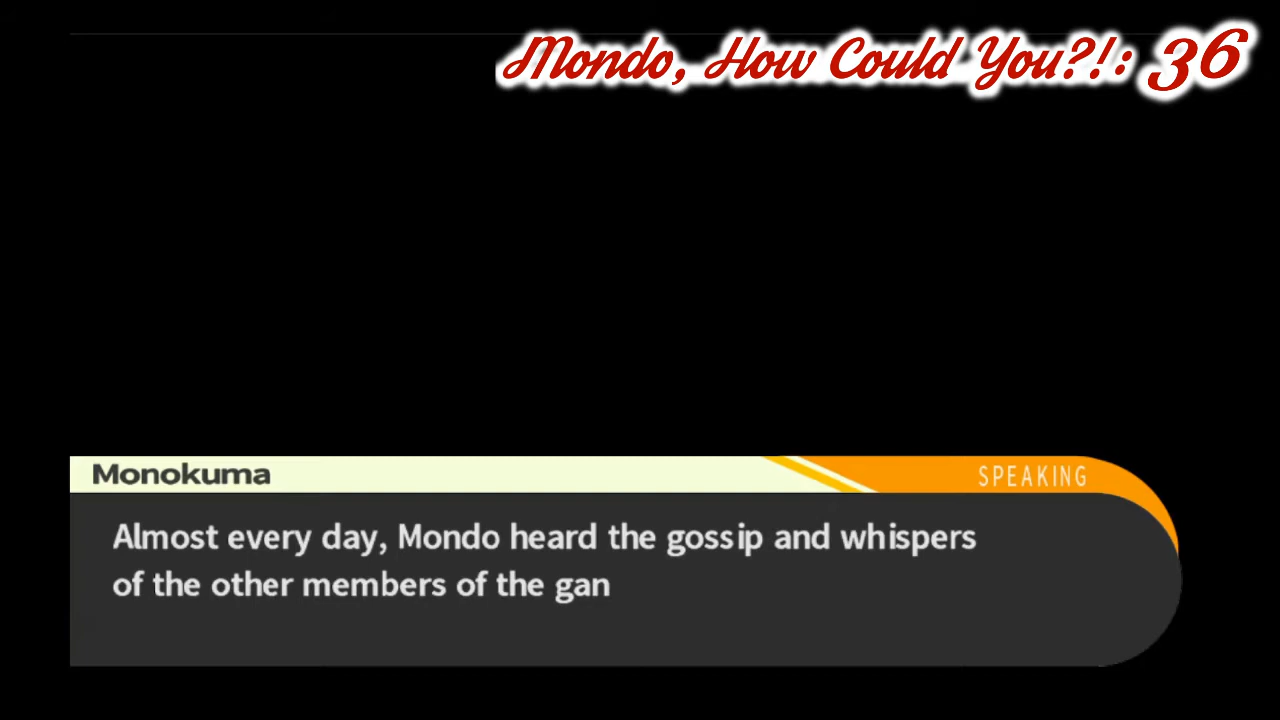 Mondo, How Could You?!: 36
Monokuma
SPEAKING
Almost every day, Mondo heard the gossip and whispers
of the other members of the gan